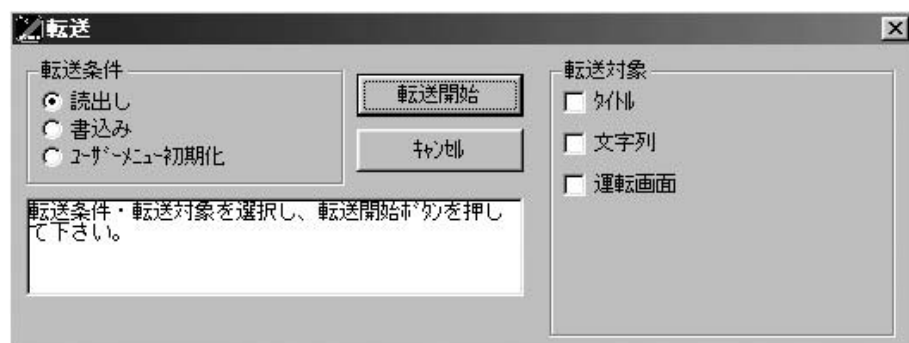 転送
転送条件
読出し
書込み
ﾕｰｻﾞｰﾒﾆｭｰ初期化
転送開始
ｷｬﾝｾﾙ
転送条件・転送対象を選択し、転送開始ﾎﾞﾀﾝを押し
て下さい。
転送対象
ﾀｲﾄﾙ
文字列
運転画面